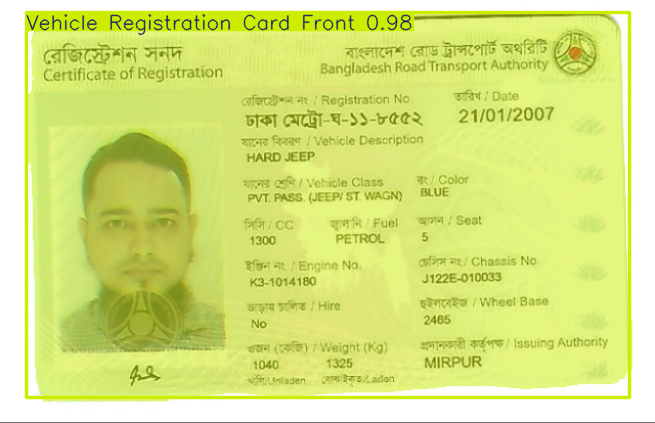 Vehicle Registration Card Front 0.98
রেজিস্ট্রেশন সনদ
Certificate of Registration
বাংলাদেশ রোড ট্রান্সপোর্ট অথরিটি
Bangladesh Road Transport Authority
রেজিস্ট্রেশন নং / Registration No
ঢাকা মেট্রো-ঘ-১১-৮৫৫২
তারিখ / Date
21/01/2007
যানের বিবরণ / Vehicle Description
HARD JEEP
যানের শ্রেণি / Vehicle Class
PVT. PASS. (JEEP/ ST. WAGN)
রং / Color
BLUE
সিসি / CC
1300
জ্বালানি / Fuel
PETROL
আসন / Seat
5
ইঞ্জিন নং / Engine No.
K3-1014180
চেসিস নং / Chassis No.
J122E-010033
ভাড়ায় চালিত / Hire
No
হুইলবেইজ / Wheel Base
2465
ওজন (কেজি) / Weight (Kg)
1040 1325
খালি/Unladen বোঝাইকৃত/Laden
প্রদানকারী কর্তৃপক্ষ / Issuing Authority
MIRPUR